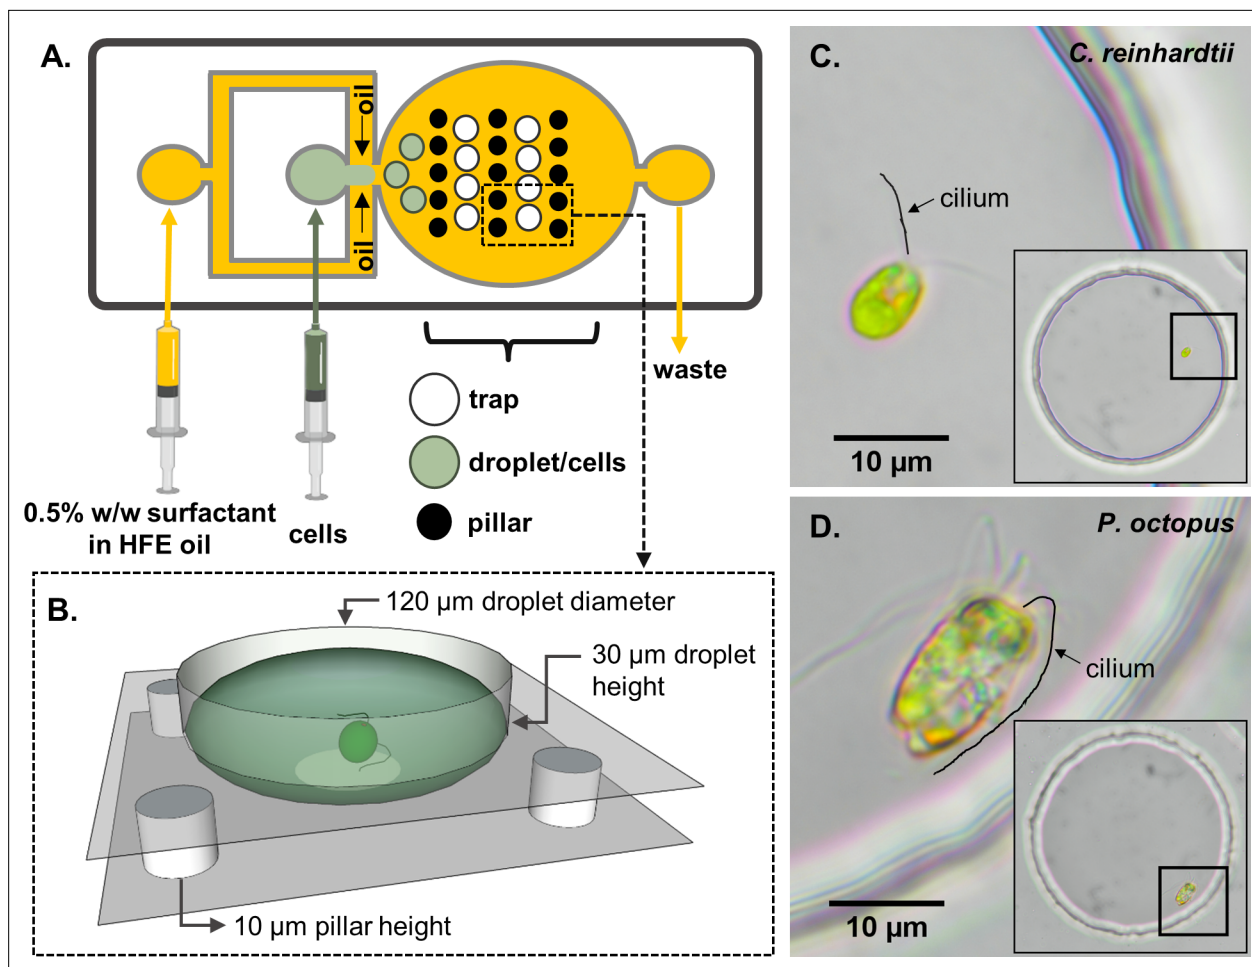 A.
oil
oil
waste
trap
droplet/cells
pillar
0.5% w/w surfactant
in HFE oil
cells
B.
120 µm droplet diameter
30 µm droplet
height
10 µm pillar height
C.
C. reinhardtii
cilium
10 µm
D.
P. octopus
cilium
10 µm